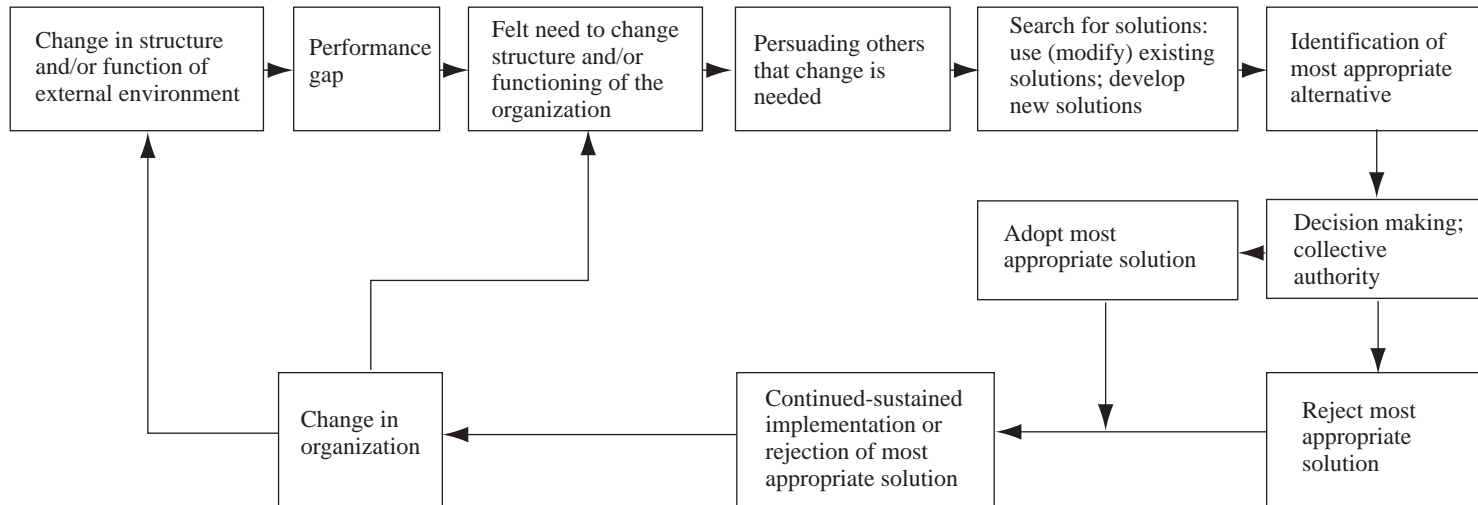 Change in structure
and/or function of
external environment
Performance
gap
Felt need to change
structure and/or
functioning of the
organization
Persuading others
that change is
needed
Search for solutions:
use (modify) existing
solutions; develop
new solutions
Identification of
most appropriate
alternative
Adopt most
appropriate solution
Decision making;
collective
authority
Change in
organization
Continued-sustained
implementation or
rejection of most
appropriate solution
Reject most
appropriate
solution